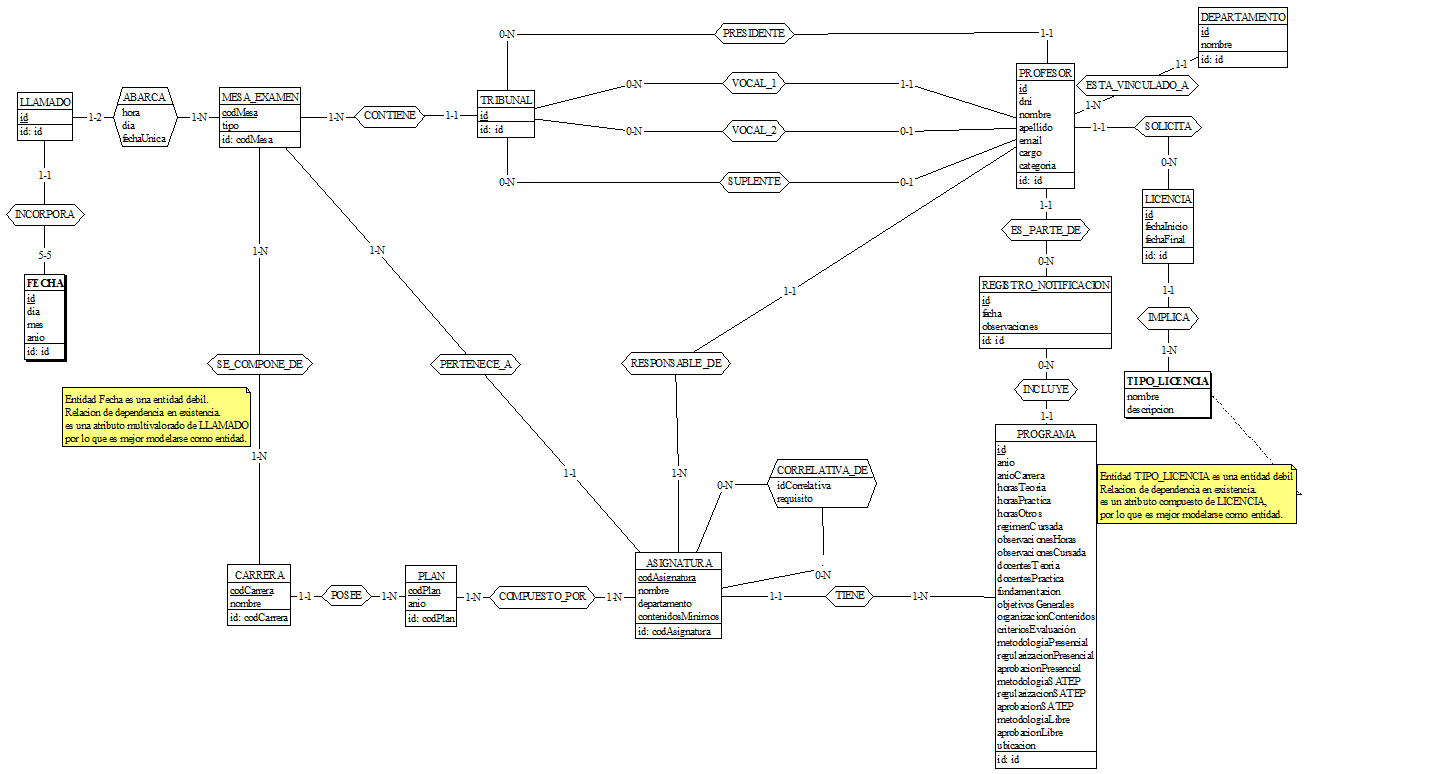 DEPARTAMENTO
id
nombre
id: id
0-N
PRESIDENTE
1-1
PROFESOR
id
dni
nombre
apellido
email
cargo
categoria
id: id
1-1
ESTA_VINCULADO_A
1-N
LLAMADO
id
id: id
1-2
ABARCA
hora
dia
fechaUnica
1-N
MESA_EXAMEN
codMesa
tipo
id: codMesa
1-N
CONTIENE
1-1
TRIBUNAL
id
id: id
0-N
VOCAL_1
1-1
0-N
VOCAL_2
0-1
0-N
SUPLENTE
0-1
1-1
SOLICITA
0-N
LICENCIA
id
fechaInicio
fechaFinal
id: id
1-1
IMPLICA
1-N
TIPO_LICENCIA
nombre
descripcion
1-1
INCORPORA
5-5
FECHA
id
dia
mes
anio
id: id
1-N
1-N
1-1
1-1
ES_PARTE_DE
0-N
REGISTRO_NOTIFICACION
id
fecha
observaciones
id: id
0-N
INCLUYE
1-1
SE_COMPONE_DE
PERTENECE_A
RESPONSABLE_DE
Entidad Fecha es una entidad debil.
Relacion de dependencia en existencia.
es una atributo multivalorado de LLAMADO
por lo que es mejor modelarse como entidad.
1-N
1-1
1-N
0-N
CORRELATIVA_DE
idCorrelativa
requisito
0-N
Entidad TIPO_LICENCIA es una entidad debil
Relacion de dependencia en existencia.
es un atributo compuesto de LICENCIA,
por lo que es mejor modelarse como entidad.
CARRERA
codCarrera
nombre
id: codCarrera
1-1
POSEE
1-N
PLAN
codPlan
anio
id: codPlan
1-N
COMPUESTO_POR
1-N
ASIGNATURA
codAsignatura
nombre
departamento
contenidosMinimos
id: codAsignatura
1-1
TIENE
1-N
PROGRAMA
id
anio
anioCarrera
horasTeoria
horasPractica
horasOtros
regimenCursada
observacionesHoras
observacionesCursada
docentesTeoria
docentesPractica
fundamentacion
objetivosGenerales
organizacionContenidos
criteriosEvaluación
metodologiaPresencial
regularizacionPresencial
aprobacionPresencial
metodologiaSATEP
regularizacionSATEP
aprobacionSATEP
metodologiaLibre
aprobacionLibre
ubicacion
id: id